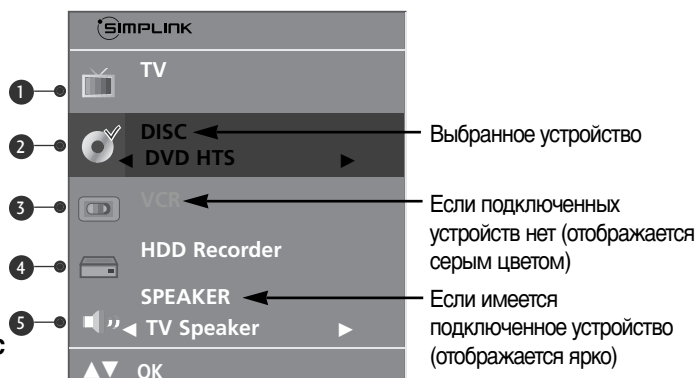 SIMPLINK
1
TV
2
DISC
Выбранное устройство
◄ DVD HTS ►
3
VCR
Если подключенных
устройств нет (отображается
серым цветом)
4
HDD Recorder
SPEAKER
Если имеется
подключенное устройство
(отображается ярко)
5
◄ TV Speaker ►
с
▲▼ OK